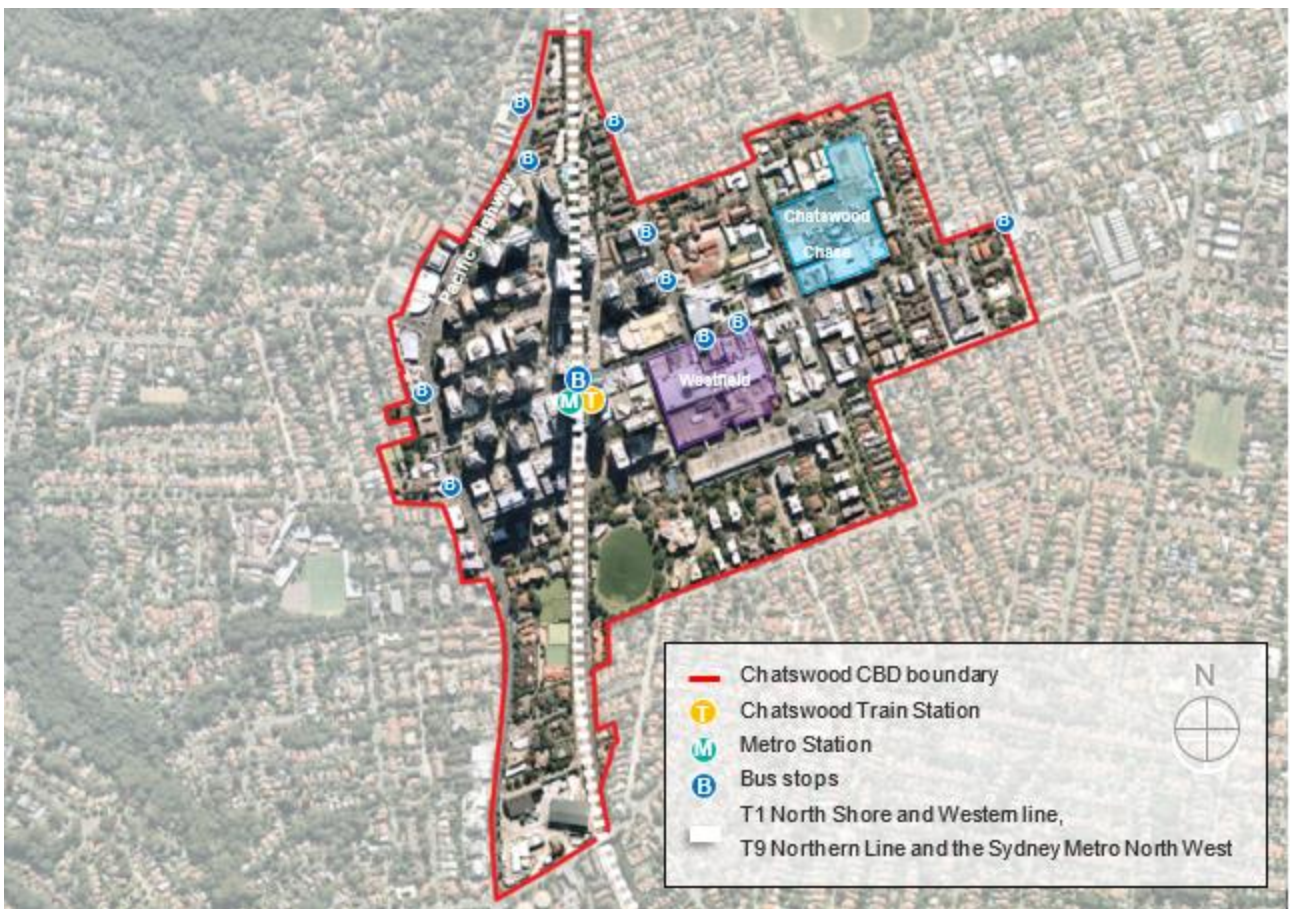 B
B
B
Pacific Highway
B
Chatswood
Chase
B
B
B
B
Westfield
B
M T
B
B
Chatswood CBD boundary
N
T Chatswood Train Station
M Metro Station
B Bus stops
T1 North Shore and Western line,
T9 Northern Line and the Sydney Metro North West